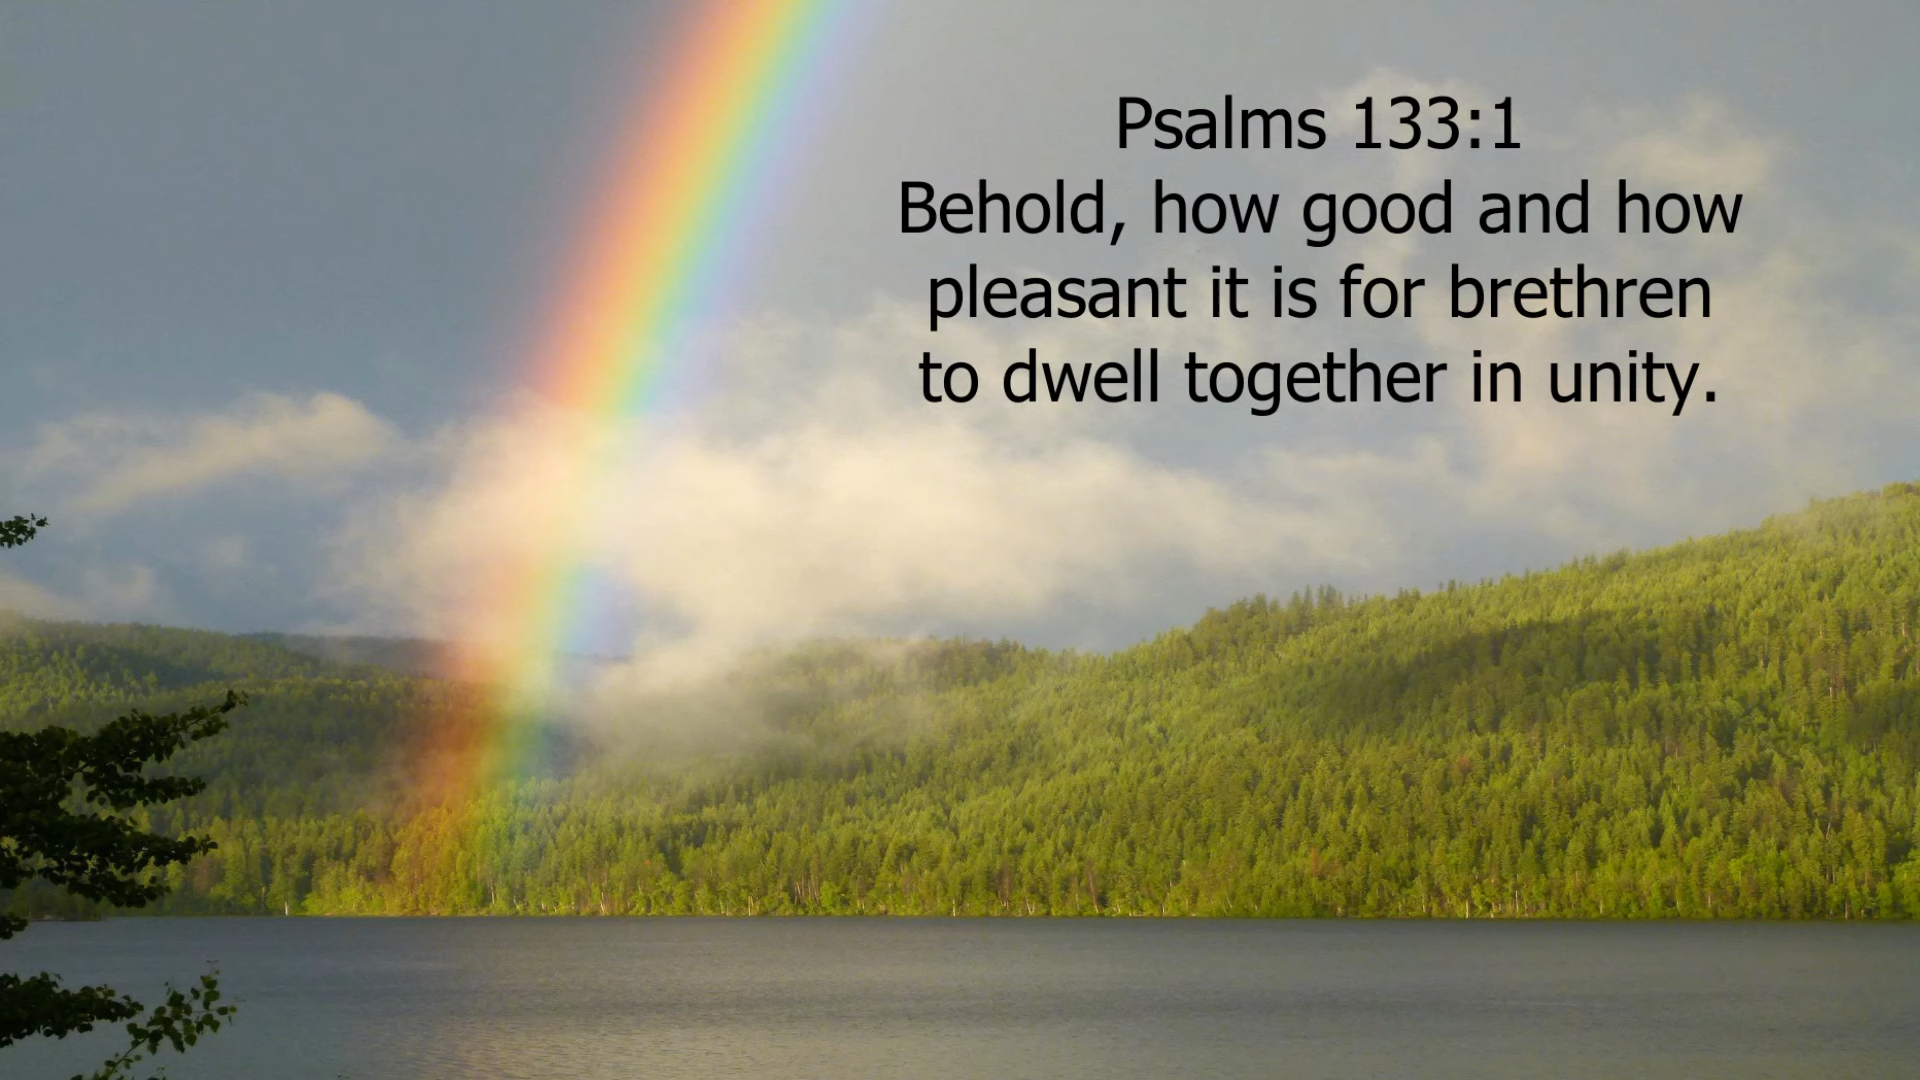 Psalms 133:1
Behold, how good and how
pleasant it is for brethren
to dwell together in unity.